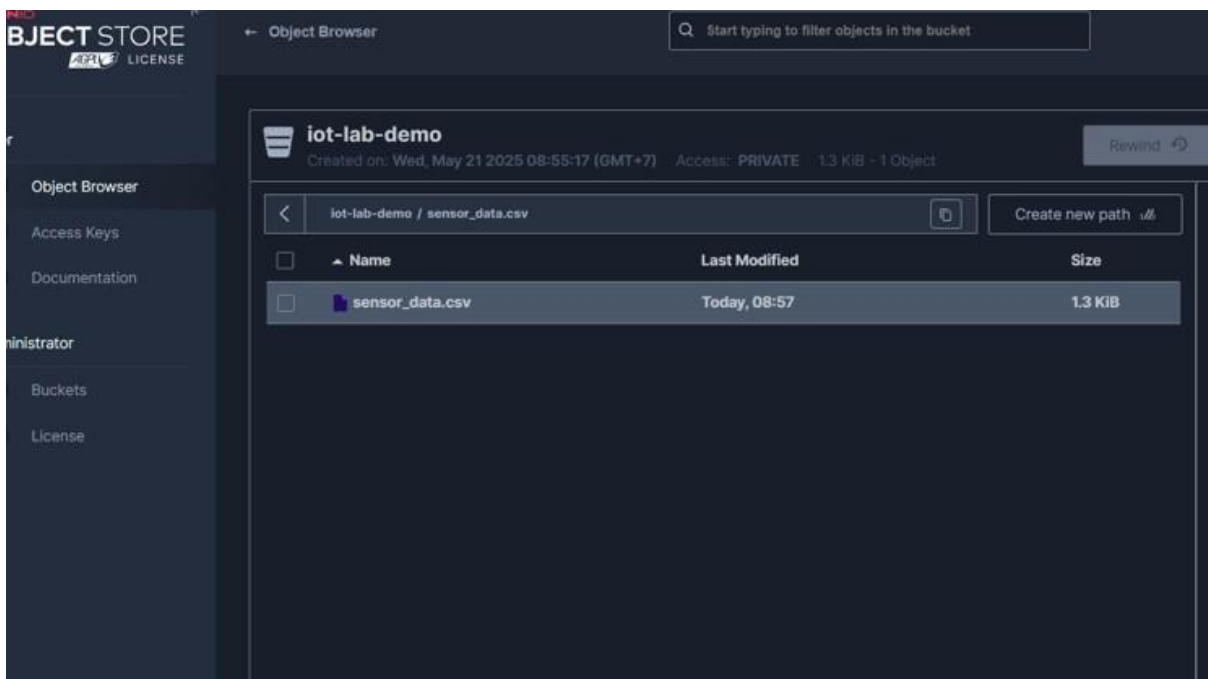 BJECT STORE
LICENSE
← Object Browser
Start typing to filter objects in the bucket
iot-lab-demo
Created on: Wed, May 21 2025 08:55:17 (GMT+7) Access: PRIVATE 1.3 KiB - 1 Object
Rewind
Object Browser
iot-lab-demo / sensor_data.csv
Create new path
Access Keys
Name Last Modified Size
Documentation
sensor_data.csv Today, 08:57 1.3 KiB
ministrator
Buckets
License